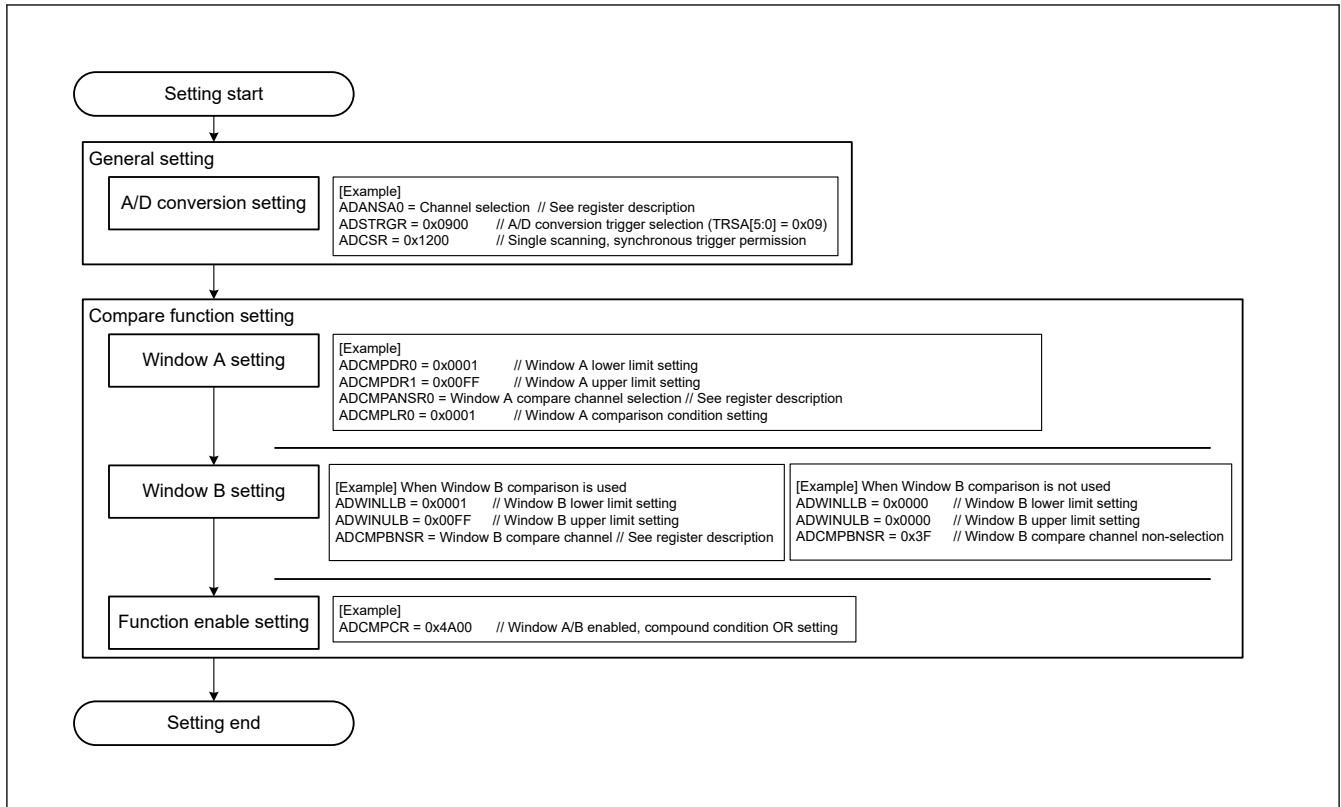 Setting start
General setting
A/D conversion setting
[Example]
ADANSA0 = Channel selection // See register description
ADSTRGR = 0x0900 // A/D conversion trigger selection (TRSA[5:0] = 0x09)
ADCSR = 0x1200 // Single scanning, synchronous trigger permission
Compare function setting
Window A setting
[Example]
ADCMPDR0 = 0x0001 // Window A lower limit setting
ADCMPDR1 = 0x00FF // Window A upper limit setting
ADCMPANSR0 = Window A compare channel selection // See register description
ADCMPLR0 = 0x0001 // Window A comparison condition setting
Window B setting
[Example] When Window B comparison is used
ADWINLLB = 0x0001 // Window B lower limit setting
ADWINULB = 0x00FF // Window B upper limit setting
ADCMPBNSR = Window B compare channel // See register description
[Example] When Window B comparison is not used
ADWINLLB = 0x0000 // Window B lower limit setting
ADWINULB = 0x0000 // Window B upper limit setting
ADCMPBNSR = 0x3F // Window B compare channel non-selection
Function enable setting
[Example]
ADCMPCR = 0x4A00 // Window A/B enabled, compound condition OR setting
Setting end